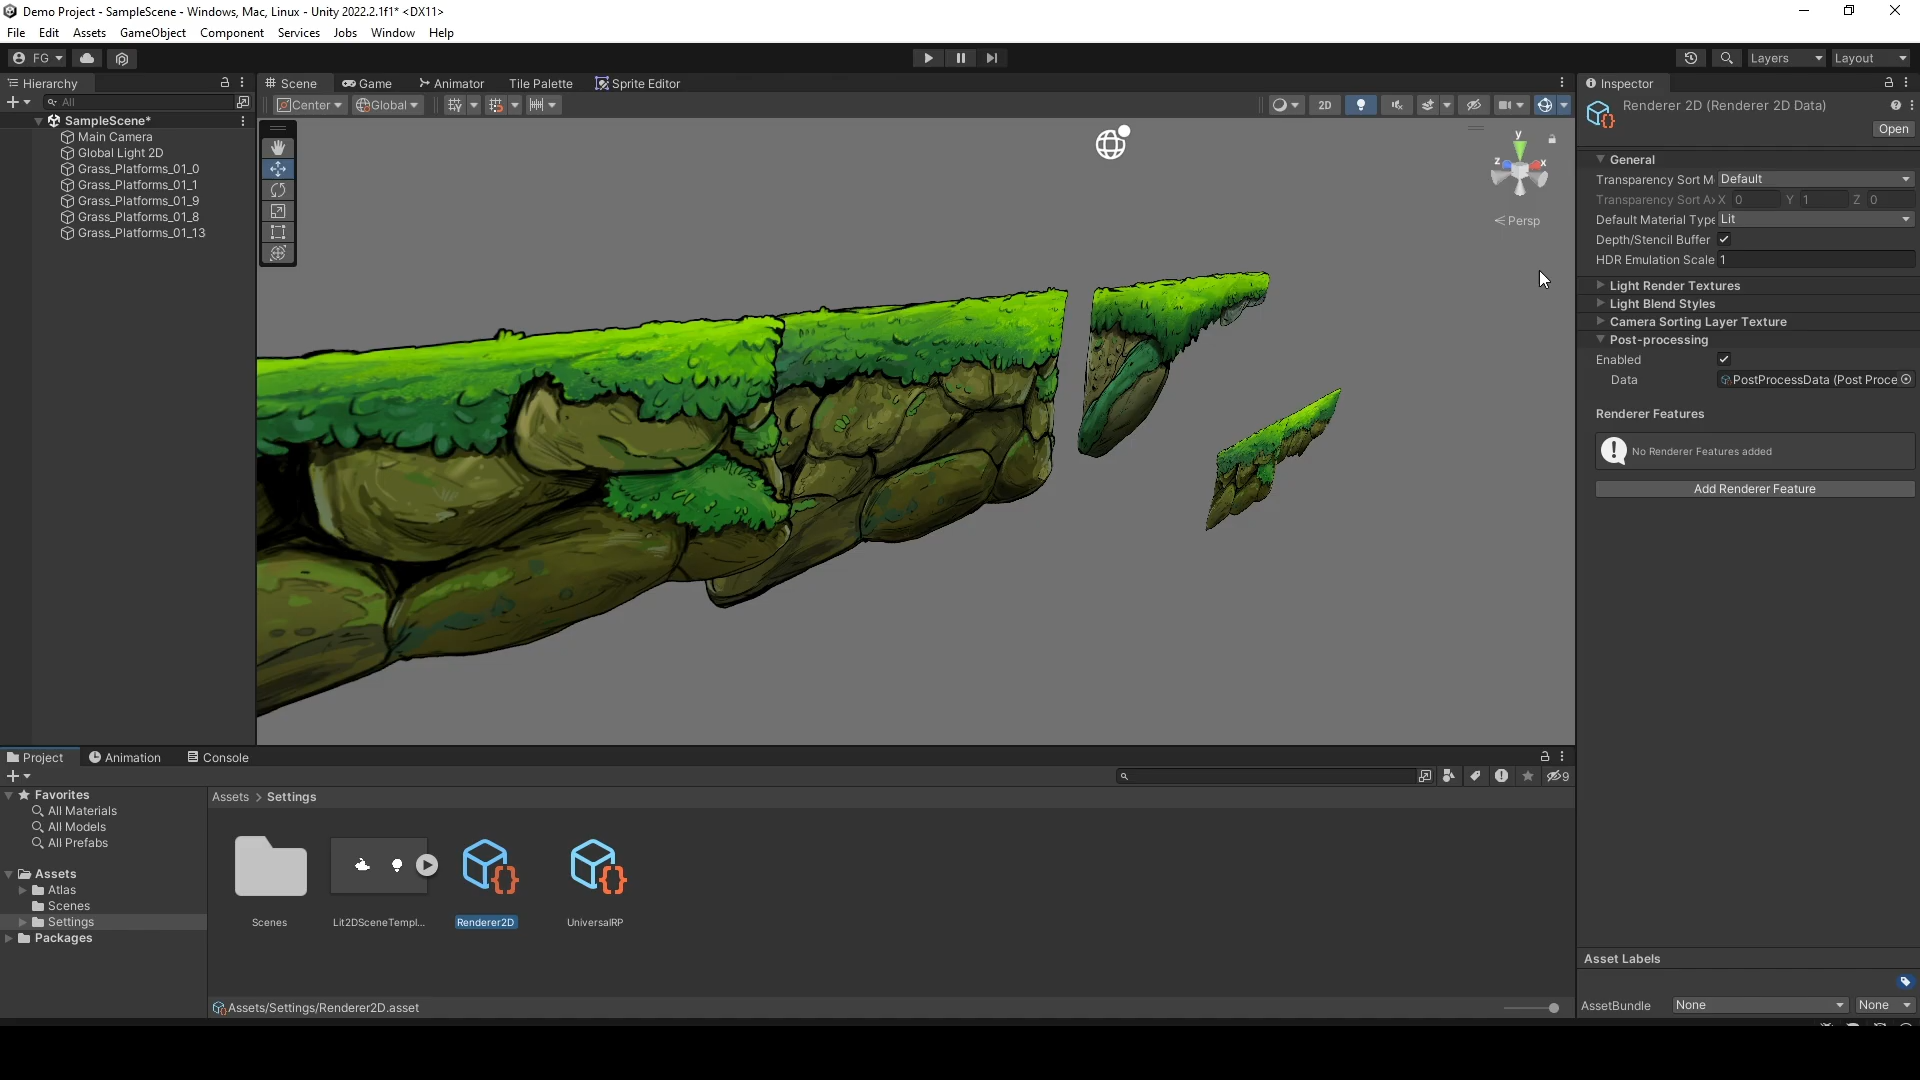 Demo Project - SampleScene - Windows, Mac, Linux - Unity 2022.2.1f1* <DX11>
File Edit Assets GameObject Component Services Jobs Window Help
FG
Layers Layout
Hierarchy
All
SampleScene*
Main Camera
Global Light 2D
Grass_Platforms_01_0
Grass_Platforms_01_1
Grass_Platforms_01_9
Grass_Platforms_01_8
Grass_Platforms_01_13
Scene Game Animator Tile Palette Sprite Editor
Center Global 2D
y
z x
< Persp
Inspector
Renderer 2D (Renderer 2D Data)
Open
General
Transparency Sort M Default
Transparency Sort Ax X 0 Y 1 Z 0
Default Material Type Lit
Depth/Stencil Buffer
HDR Emulation Scale 1
Light Render Textures
Light Blend Styles
Camera Sorting Layer Texture
Post-processing
Enabled
Data PostProcessData (Post Proce
Renderer Features
No Renderer Features added
Add Renderer Feature
Project Animation Console
9
Favorites
All Materials
All Models
All Prefabs
Assets
Atlas
Scenes
Settings
Packages
Assets > Settings
Scenes Lit2DSceneTempl... Renderer2D UniversalRP
Assets/Settings/Renderer2D.asset
Asset Labels
AssetBundle None None